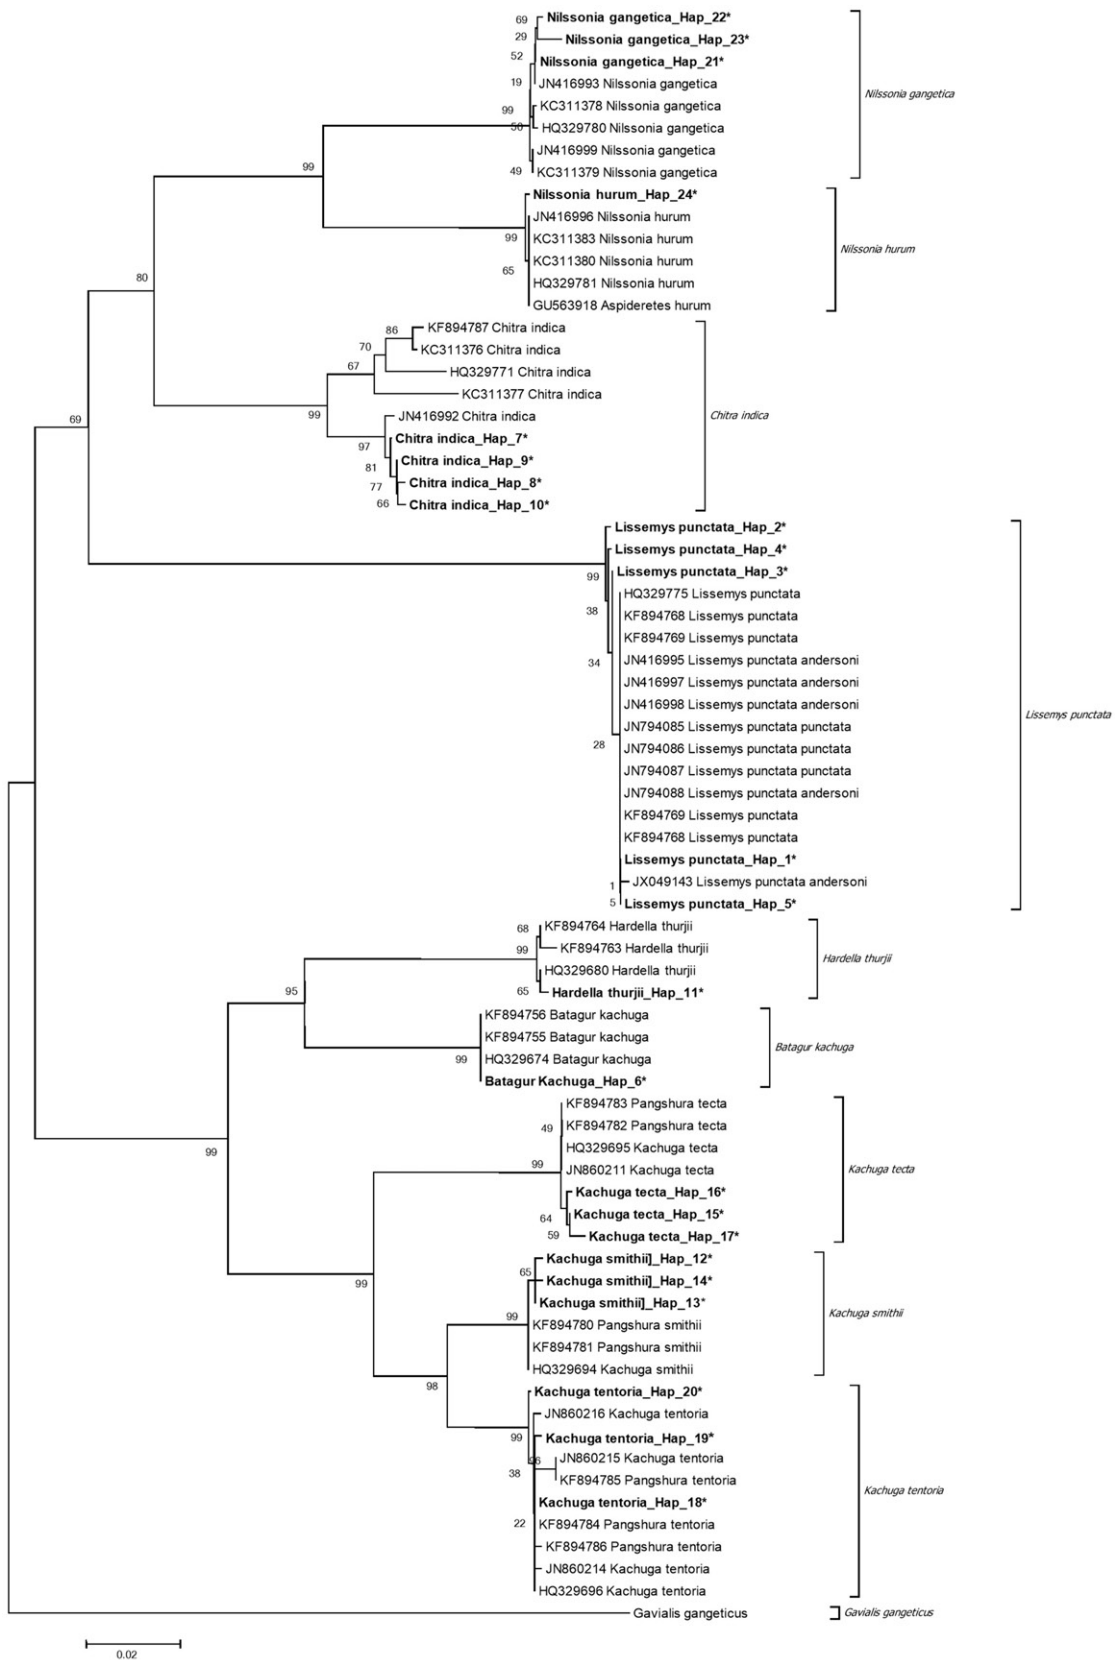 69
Nilssonia gangetica_Hap_22*
29
Nilssonia gangetica_Hap_23*
52
Nilssonia gangetica_Hap_21*
19
JN416993 Nilssonia gangetica
Nilssonia gangetica
99
KC311378 Nilssonia gangetica
50
HQ329780 Nilssonia gangetica
JN416999 Nilssonia gangetica
49
KC311379 Nilssonia gangetica
99
Nilssonia hurum_Hap_24*
JN416996 Nilssonia hurum
99
KC311383 Nilssonia hurum
Nilssonia hurum
65
KC311380 Nilssonia hurum
80
HQ329781 Nilssonia hurum
GU563918 Aspideretes hurum
86
KF894787 Chitra indica
70
KC311376 Chitra indica
67
HQ329771 Chitra indica
KC311377 Chitra indica
99
JN416992 Chitra indica
Chitra indica
69
97
Chitra indica_Hap_7*
81
Chitra indica_Hap_9*
77
Chitra indica_Hap_8*
66
Chitra indica_Hap_10*
Lissemys punctata_Hap_2*
Lissemys punctata_Hap_4*
99
Lissemys punctata_Hap_3*
HQ329775 Lissemys punctata
38
KF894768 Lissemys punctata
KF894769 Lissemys punctata
34
JN416995 Lissemys punctata andersoni
JN416997 Lissemys punctata andersoni
JN416998 Lissemys punctata andersoni
Lissemys punctata
JN794085 Lissemys punctata punctata
28
JN794086 Lissemys punctata punctata
JN794087 Lissemys punctata punctata
JN794088 Lissemys punctata andersoni
KF894769 Lissemys punctata
KF894768 Lissemys punctata
Lissemys punctata_Hap_1*
1
JX049143 Lissemys punctata andersoni
5
Lissemys punctata_Hap_5*
68
KF894764 Hardella thurjii
99
KF894763 Hardella thurjii
Hardella thurjii
HQ329680 Hardella thurjii
95
65
Hardella thurjii_Hap_11*
KF894756 Batagur kachuga
KF894755 Batagur kachuga
Batagur kachuga
99
HQ329674 Batagur kachuga
Batagur Kachuga_Hap_6*
KF894783 Pangshura tecta
49
KF894782 Pangshura tecta
99
HQ329695 Kachuga tecta
99
JN860211 Kachuga tecta
Kachuga tecta
Kachuga tecta_Hap_16*
64
Kachuga tecta_Hap_15*
59
Kachuga tecta_Hap_17*
Kachuga smithii]_Hap_12*
65
99
Kachuga smithii]_Hap_14*
Kachuga smithii]_Hap_13*
Kachuga smithii
99
KF894780 Pangshura smithii
KF894781 Pangshura smithii
HQ329694 Kachuga smithii
98
Kachuga tentoria_Hap_20*
JN860216 Kachuga tentoria
99
Kachuga tentoria_Hap_19*
JN860215 Kachuga tentoria
38
KF894785 Pangshura tentoria
Kachuga tentoria
Kachuga tentoria_Hap_18*
22
KF894784 Pangshura tentoria
KF894786 Pangshura tentoria
JN860214 Kachuga tentoria
HQ329696 Kachuga tentoria
Gavialis gangeticus
Gavialis gangeticus
0.02